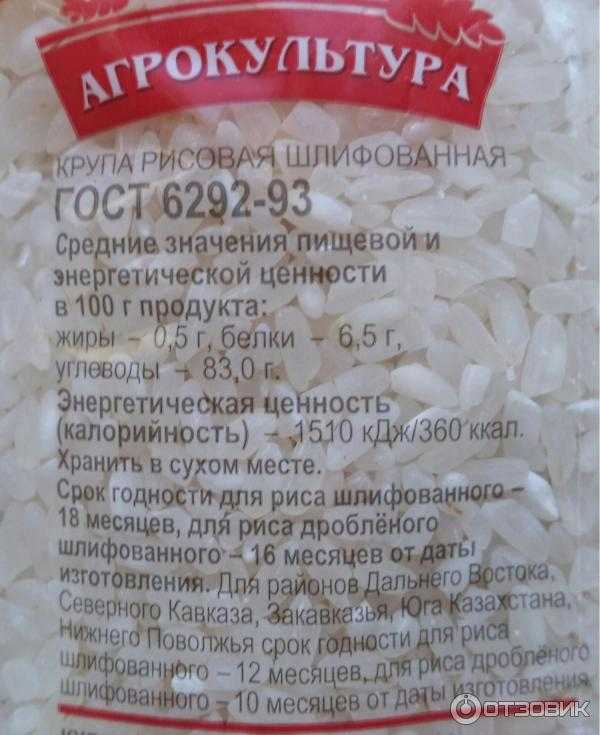 АГРОКУЛЬТУРА
КРУПА РИСОВАЯ ШЛИФОВАННАЯ
ГОСТ 6292-93
Средние значения пищевой и
энергетической ценности
в 100 г продукта:
жиры – 0,5 г, белки – 6,5 г,
углеводы – 83,0 г.
Энергетическая ценность
(калорийность) – 1510 кДж/360 ккал.
Хранить в сухом месте.
Срок годности для риса шлифованного –
18 месяцев, для риса дроблёного
шлифованного – 16 месяцев от даты
изготовления. Для районов Дальнего Востока,
Северного Кавказа, Закавказья, Юга Казахстана,
Нижнего Поволжья срок годности для риса
шлифованного – 12 месяцев, для риса дроблёного
шлифованного – 10 месяцев от даты изготовления.
ОТЗОВИК